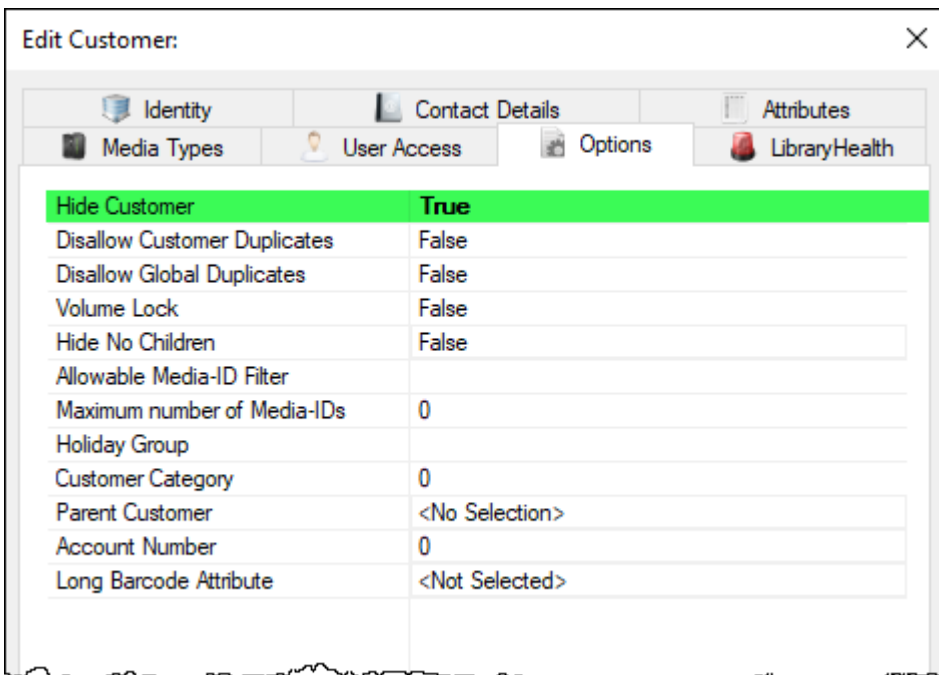 Edit Customer:
Identity Contact Details Attributes
Media Types User Access Options LibraryHealth
Hide Customer True
Disallow Customer Duplicates False
Disallow Global Duplicates False
Volume Lock False
Hide No Children False
Allowable Media-ID Filter
Maximum number of Media-IDs 0
Holiday Group
Customer Category 0
Parent Customer <No Selection>
Account Number 0
Long Barcode Attribute <Not Selected>